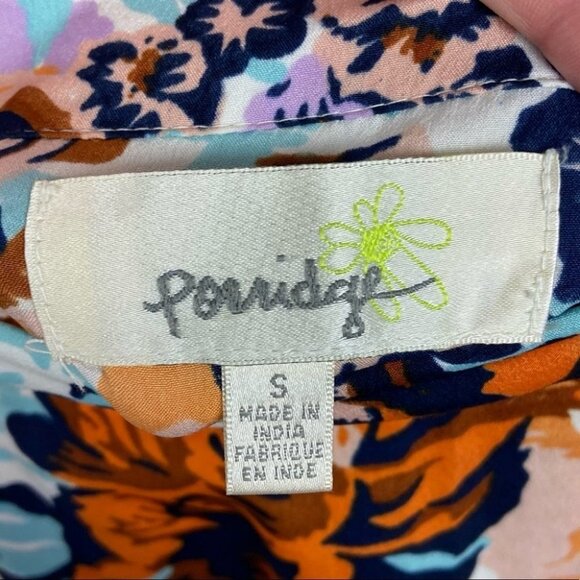 Porridge
S
MADE IN
INDIA
FABRIQUE
EN INDE